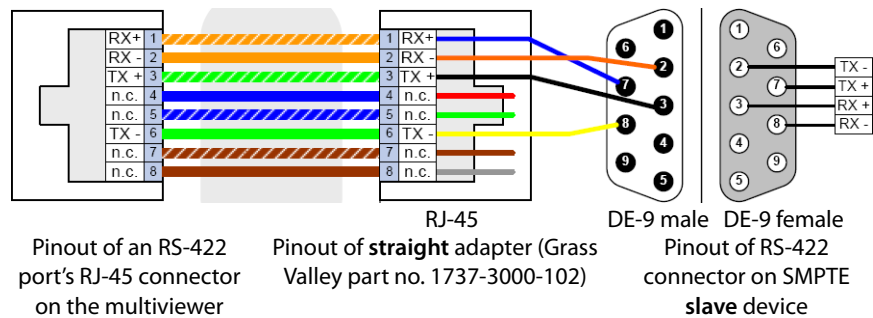 RX+ 1 1 RX+
RX - 2 2 RX -
TX + 3 3 TX +
n.c. 4 4 n.c.
n.c. 5 5 n.c.
TX - 6 6 TX -
n.c. 7 7 n.c.
n.c. 8 8 n.c.
1
6
2
7
3
8
4
9
5
1
6
2
7
3
8
4
9
5
TX -
TX +
RX +
RX -
RJ-45
Pinout of an RS-422
port's RJ-45 connector
on the multiviewer
Pinout of straight adapter (Grass
Valley part no. 1737-3000-102)
DE-9 male DE-9 female
Pinout of RS-422
connector on SMPTE
slave device